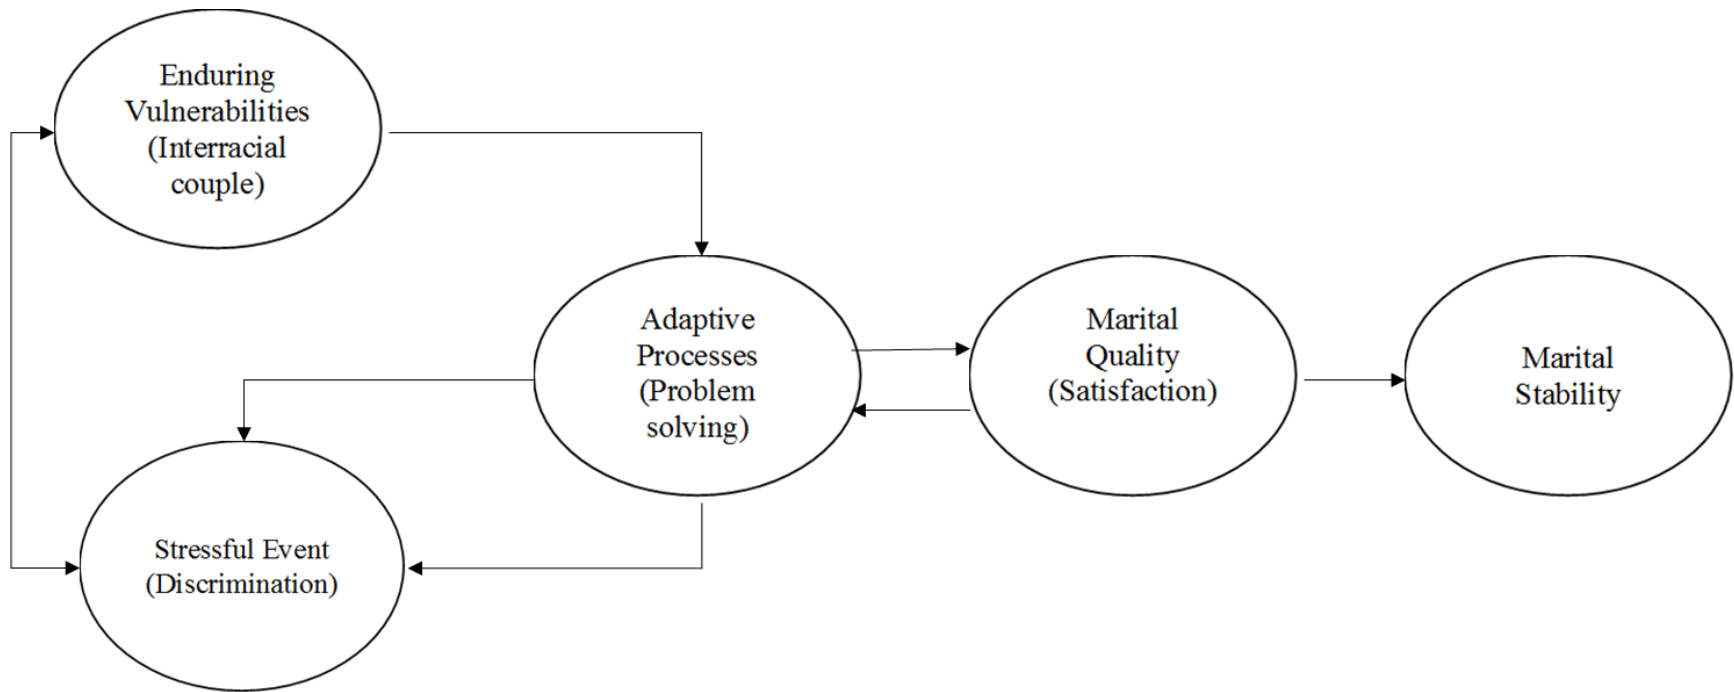 Enduring
Vulnerabilities
(Interracial
couple)
Adaptive
Processes
(Problem
solving)
Marital
Quality
(Satisfaction)
Marital
Stability
Stressful Event
(Discrimination)